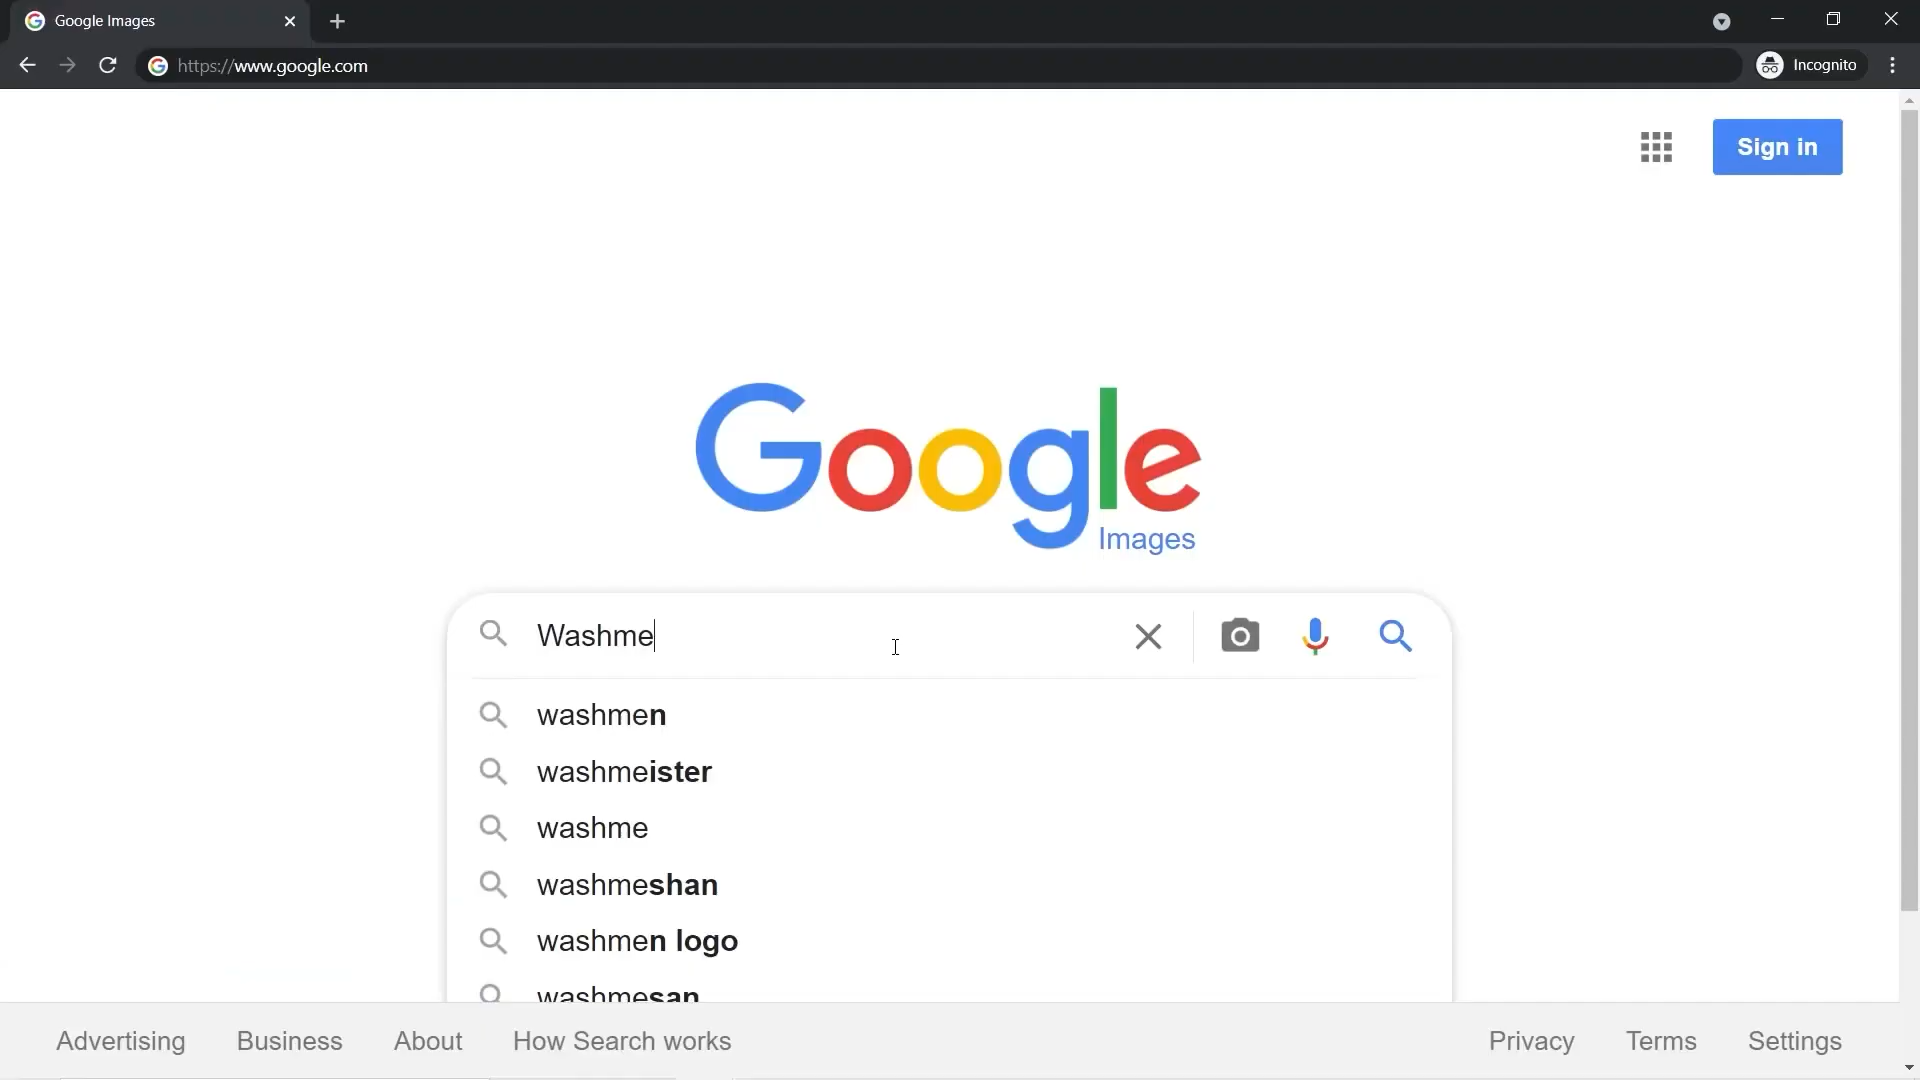 Google Images
https://www.google.com
Incognito
Sign in
Google
Images
Washme
washmen
washmeister
washme
washmeshan
washmen logo
washmesan
Advertising Business About How Search works Privacy Terms Settings